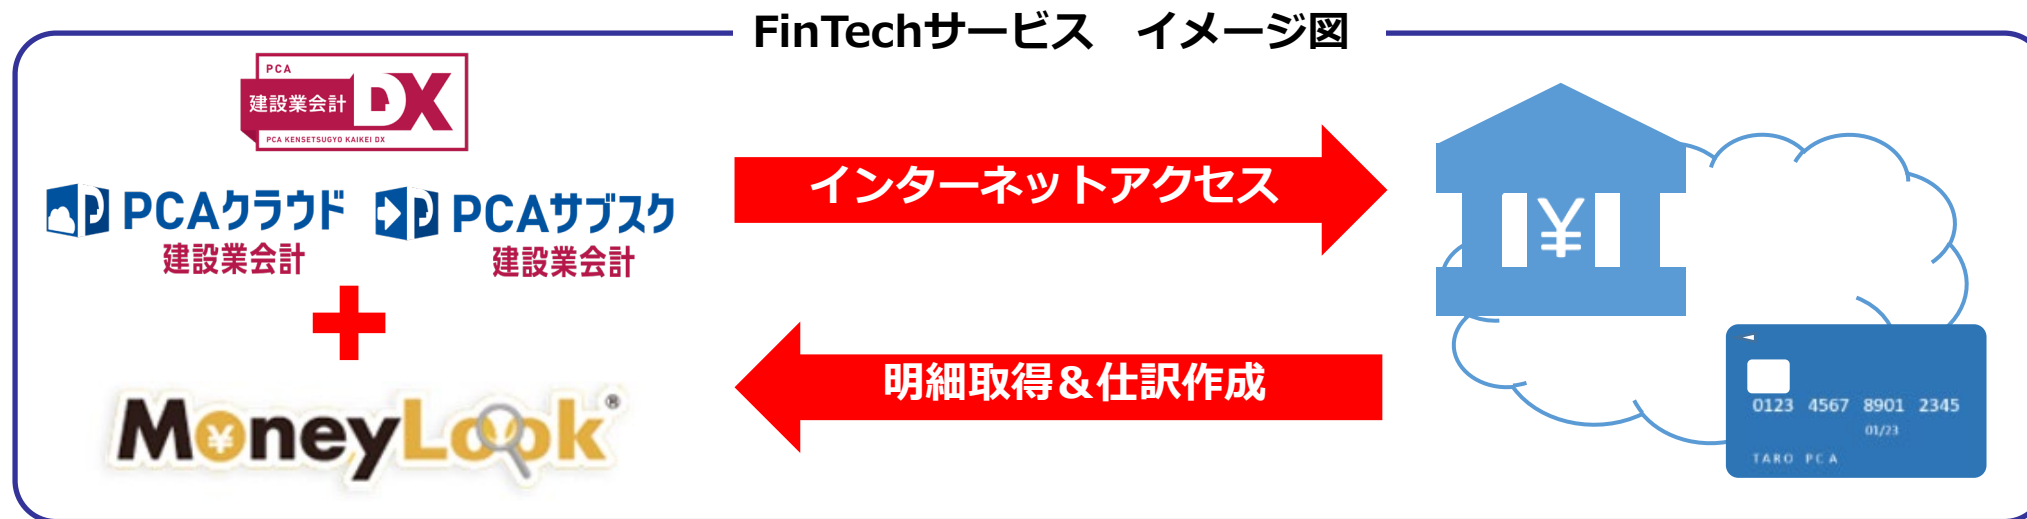 FinTechサービス　イメージ図
PCA
建設業会計 DX
PCA KENSETSUGYO KAIKEI DX
PCAクラウド
建設業会計
PCAサブスク
建設業会計
MoneyLook®
インターネットアクセス
明細取得＆仕訳作成
¥
0123 4567 8901 2345
01/23
TARO PCA